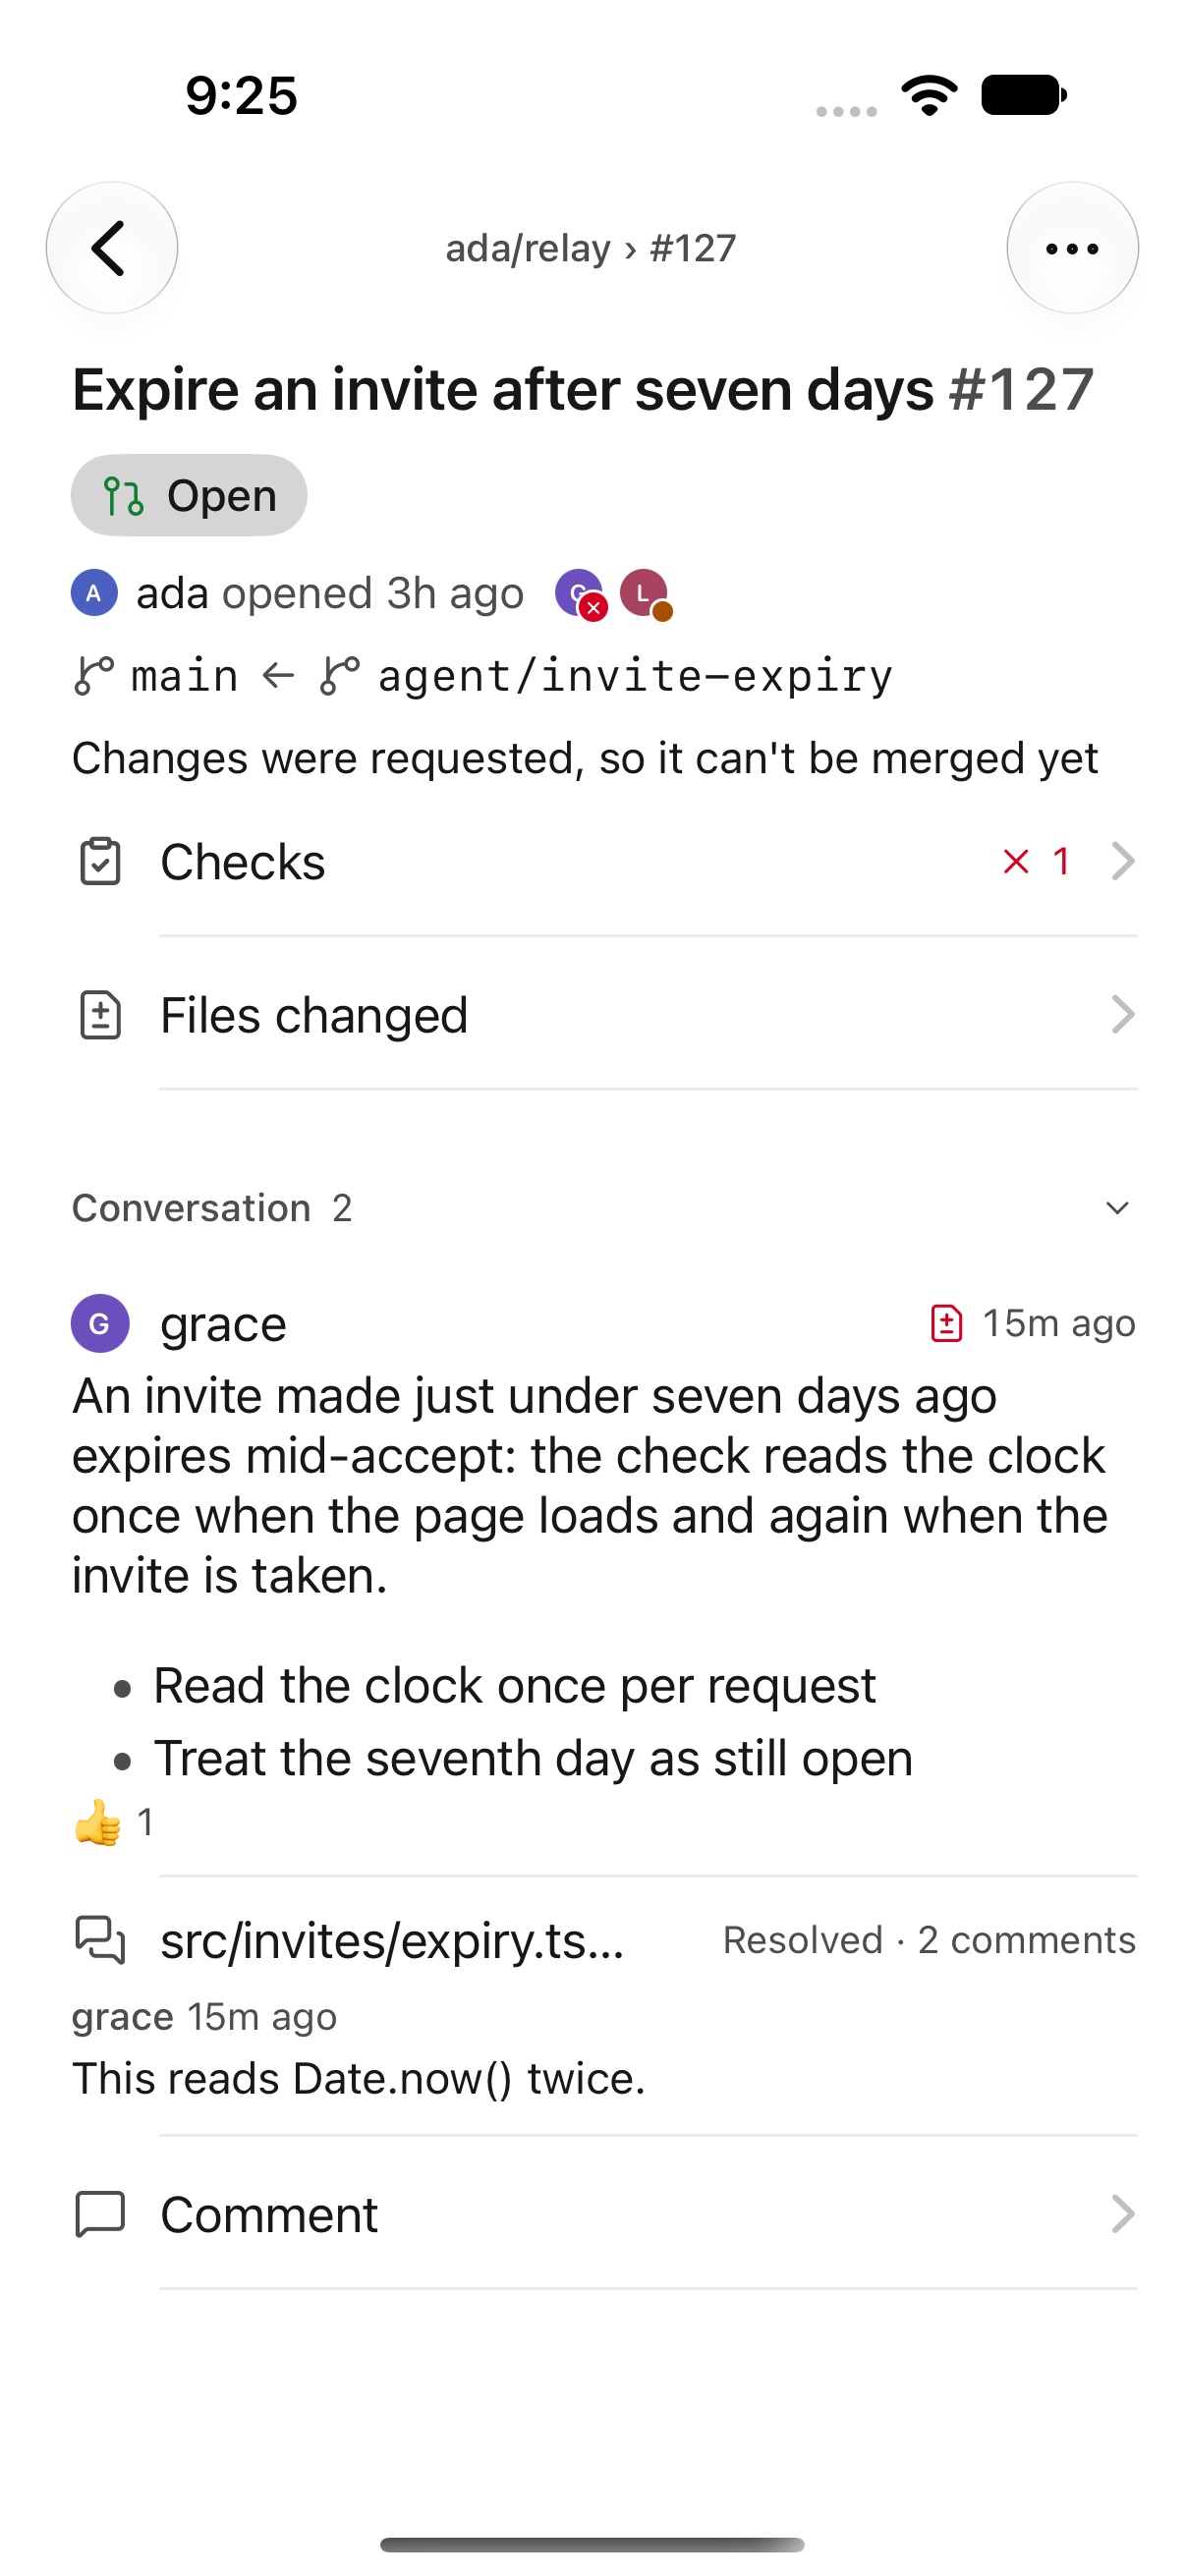 9:25
ada/relay › #127
Expire an invite after seven days #127
Open
A ada opened 3h ago G L
main ← agent/invite-expiry
Changes were requested, so it can't be merged yet
Checks 1
Files changed
Conversation 2
G grace 15m ago
An invite made just under seven days ago
expires mid-accept: the check reads the clock
once when the page loads and again when the
invite is taken.
• Read the clock once per request
• Treat the seventh day as still open
👍 1
src/invites/expiry.ts... Resolved · 2 comments
grace 15m ago
This reads Date.now() twice.
Comment